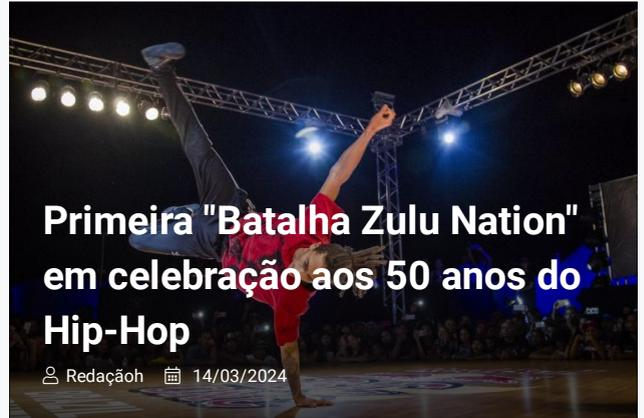 Primeira "Batalha Zulu Nation"
em celebração aos 50 anos do
Hip-Hop
Redaçãoh 14/03/2024